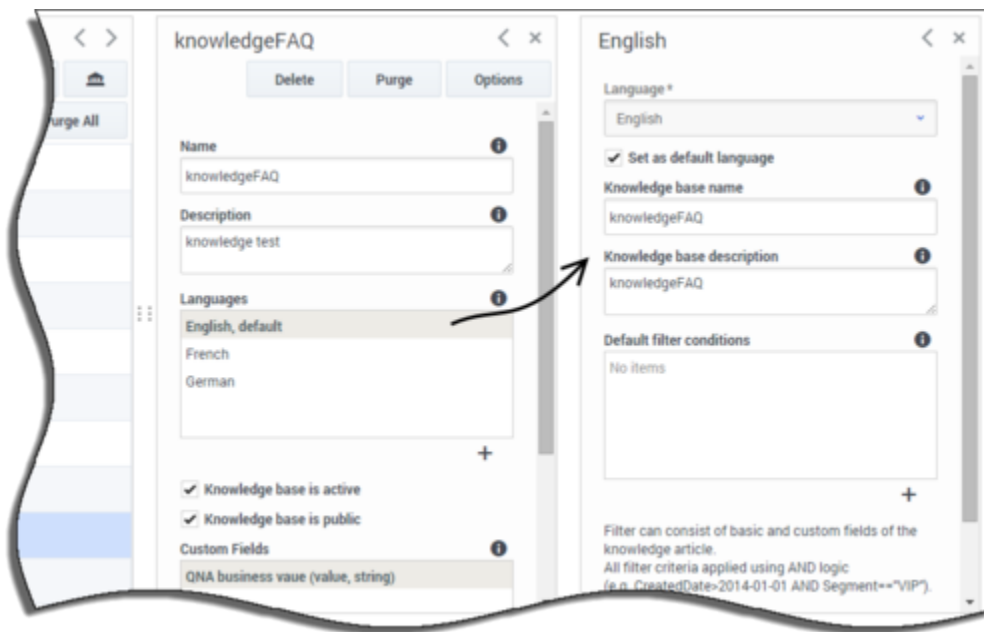 urge All
knowledgeFAQ
Delete
Purge
Options
Name
knowledgeFAQ
Description
knowledge test
Languages
English, default
French
German
+
Knowledge base is active
Knowledge base is public
Custom Fields
QNA business vaue (value, string)
English
Language*
English
Set as default language
Knowledge base name
knowledgeFAQ
Knowledge base description
knowledgeFAQ
Default filter conditions
No items
+
Filter can consist of basic and custom fields of the
knowledge article.
All filter criteria applied using AND logic
(e.g. CreatedDate>2014-01-01 AND Segment=="VIP").